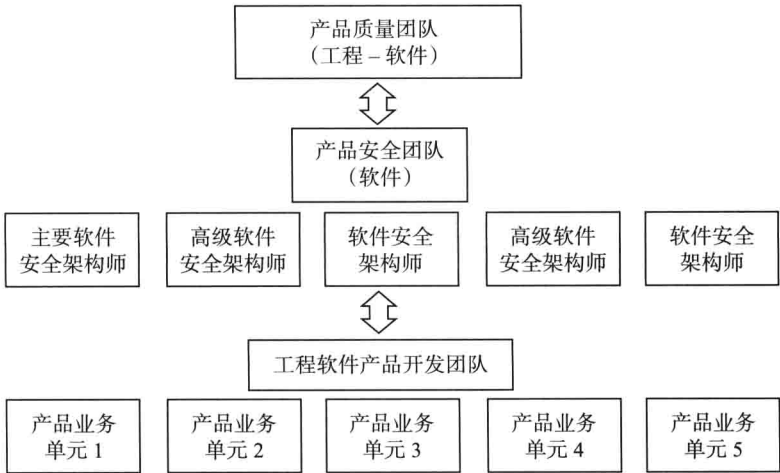 产品质量团队
（工程 – 软件）
产品安全团队
（软件）
主要软件
安全架构师
高级软件
安全架构师
软件安全
架构师
高级软件
安全架构师
软件安全
架构师
工程软件产品开发团队
产品业务
单元 1
产品业务
单元 2
产品业务
单元 3
产品业务
单元 4
产品业务
单元 5